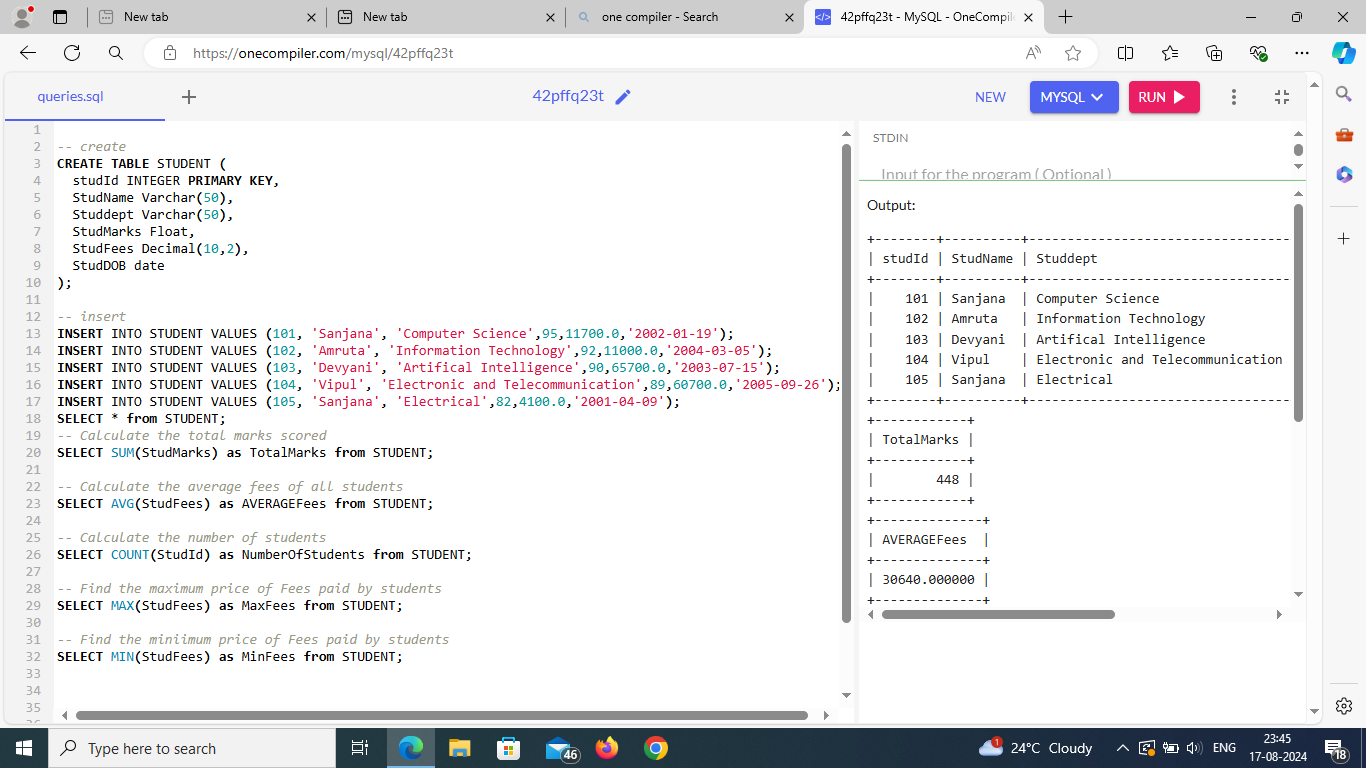 New tab
New tab
one compiler - Search
42pffq23t - MySQL - OneCompil
https://onecompiler.com/mysql/42pffq23t
queries.sql
42pffq23t
NEW
MYSQL
RUN
1
2 -- create
3 CREATE TABLE STUDENT (
4 studId INTEGER PRIMARY KEY,
5 StudName Varchar(50),
6 Studdept Varchar(50),
7 StudMarks Float,
8 StudFees Decimal(10,2),
9 StudDOB date
10 );
11
12 -- insert
13 INSERT INTO STUDENT VALUES (101, 'Sanjana', 'Computer Science',95,11700.0,'2002-01-19');
14 INSERT INTO STUDENT VALUES (102, 'Amruta', 'Information Technology',92,11000.0,'2004-03-05');
15 INSERT INTO STUDENT VALUES (103, 'Devyani', 'Artifical Intelligence',90,65700.0,'2003-07-15');
16 INSERT INTO STUDENT VALUES (104, 'Vipul', 'Electronic and Telecommunication',89,60700.0,'2005-09-26');
17 INSERT INTO STUDENT VALUES (105, 'Sanjana', 'Electrical',82,4100.0,'2001-04-09');
18 SELECT * from STUDENT;
19 -- Calculate the total marks scored
20 SELECT SUM(StudMarks) as TotalMarks from STUDENT;
21
22 -- Calculate the average fees of all students
23 SELECT AVG(StudFees) as AVERAGEFees from STUDENT;
24
25 -- Calculate the number of students
26 SELECT COUNT(StudId) as NumberOfStudents from STUDENT;
27
28 -- Find the maximum price of Fees paid by students
29 SELECT MAX(StudFees) as MaxFees from STUDENT;
30
31 -- Find the miniimum price of Fees paid by students
32 SELECT MIN(StudFees) as MinFees from STUDENT;
33
34
35
STDIN
Input for the program ( Optional )
Output:
+--------+----------+----------------------------------
| studId | StudName | Studdept
+--------+----------+----------------------------------
| 101 | Sanjana | Computer Science
| 102 | Amruta | Information Technology
| 103 | Devyani | Artifical Intelligence
| 104 | Vipul | Electronic and Telecommunication
| 105 | Sanjana | Electrical
+--------+----------+----------------------------------
+------------+
| TotalMarks |
+------------+
| 448 |
+------------+
+--------------+
| AVERAGEFees |
+--------------+
| 30640.000000 |
+--------------+
Type here to search
46
1
24°C Cloudy
ENG
23:45
17-08-2024
18